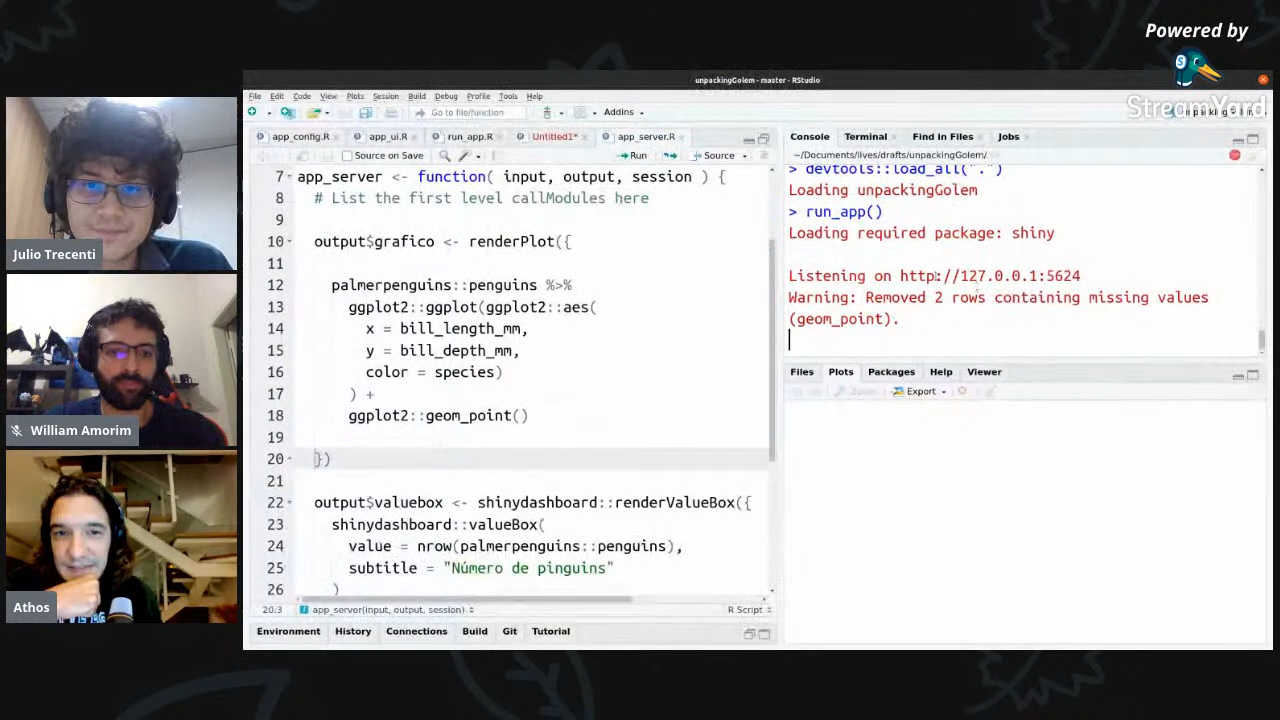 Powered by
StreamYard
Julio Trecenti
William Amorim
Athos
unpackingGolem - master - RStudio
File Edit Code View Plots Session Build Debug Profile Tools Help
Go to file/function
Addins
app_config.R
app_ui.R
run_app.R
Untitled1*
app_server.R
Source on Save
Run
Source
7 app_server <- function( input, output, session ) {
8 # List the first level callModules here
9
10 output$grafico <- renderPlot({
11
12 palmerpenguins::penguins %>%
13 ggplot2::ggplot(ggplot2::aes(
14 x = bill_length_mm,
15 y = bill_depth_mm,
16 color = species)
17 ) +
18 ggplot2::geom_point()
19
20 })
21
22 output$valuebox <- shinydashboard::renderValueBox({
23 shinydashboard::valueBox(
24 value = nrow(palmerpenguins::penguins),
25 subtitle = "Número de pinguins"
26 )
20:3 app_server(input, output, session)
R Script
Environment History Connections Build Git Tutorial
Console Terminal Find in Files Jobs
~/Documents/lives/drafts/unpackingGolem/
> devtools::load_all(".")
Loading unpackingGolem
> run_app()
Loading required package: shiny
Listening on http://127.0.0.1:5624
Warning: Removed 2 rows containing missing values
(geom_point).
Files Plots Packages Help Viewer
Zoom
Export